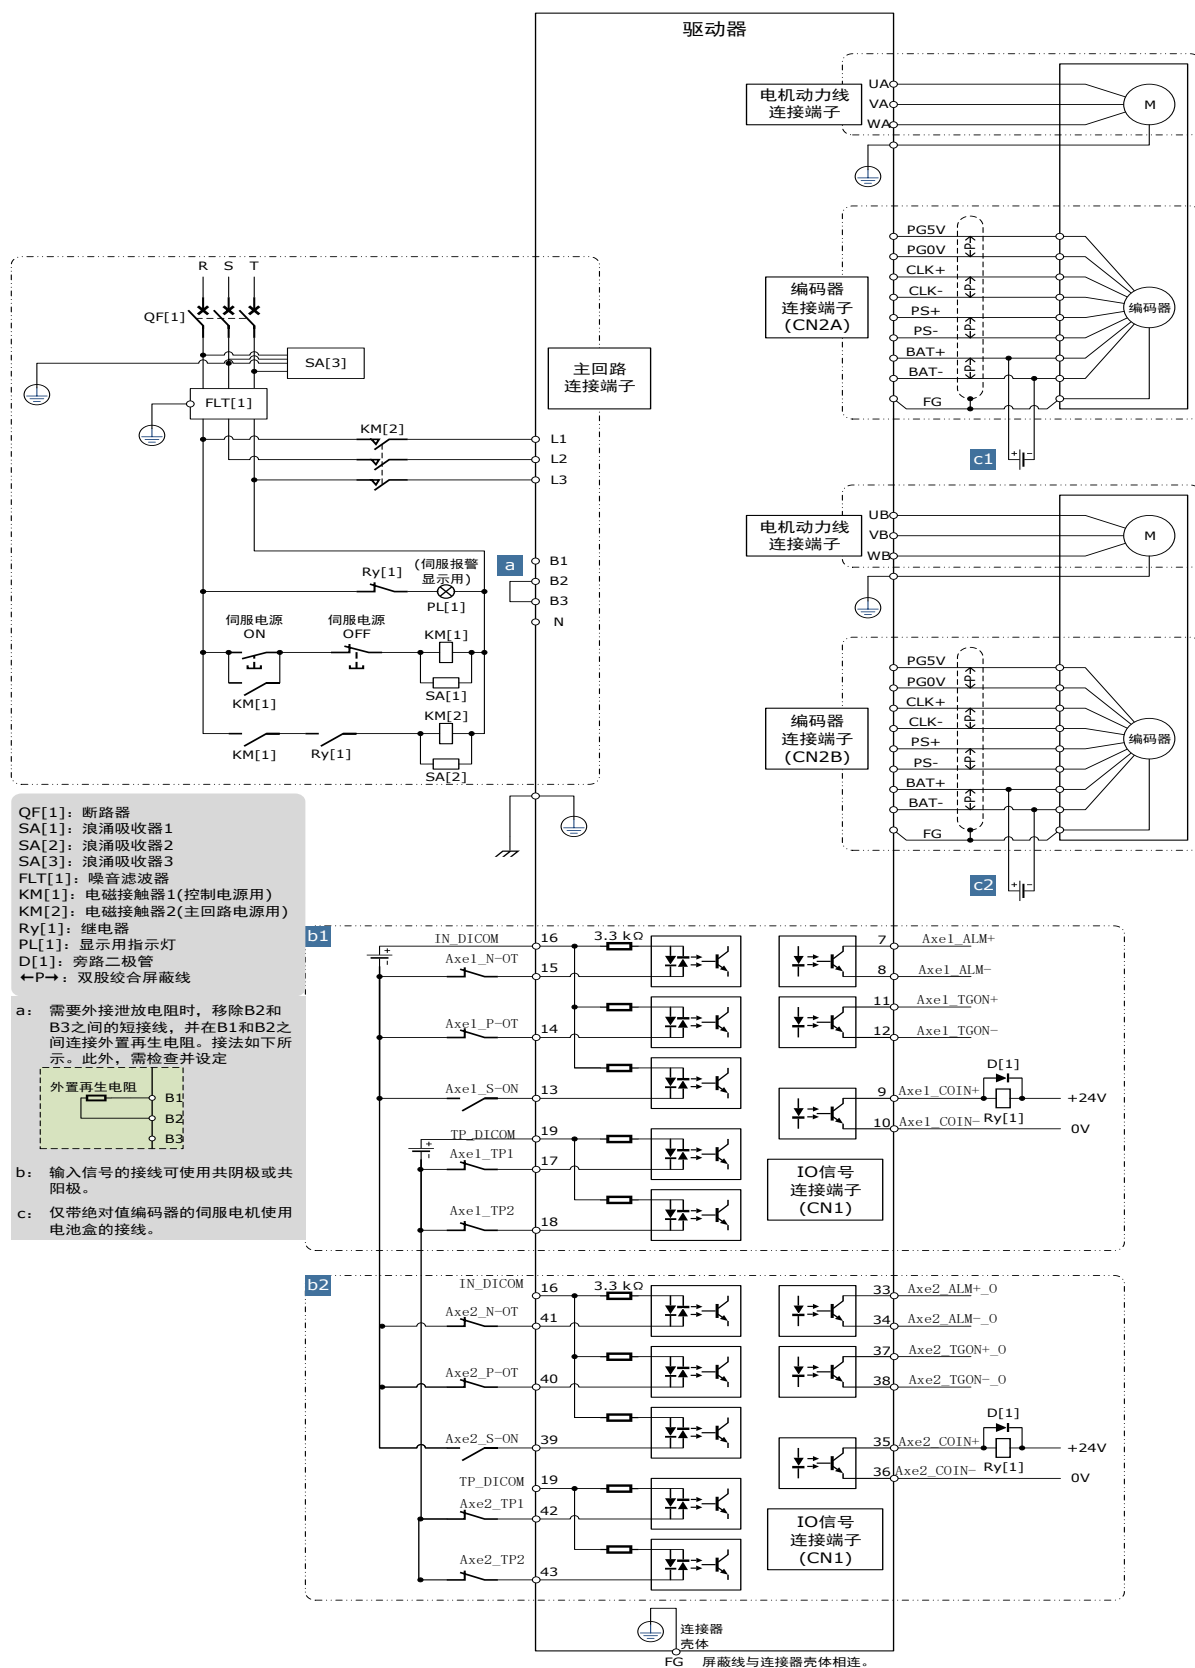 驱动器
电机动力线
连接端子
UA
VA
WA
M
编码器
连接端子
(CN2A)
PG5V
PG0V
CLK+
CLK-
PS+
PS-
BAT+
BAT-
FG
←P→
←P→
←P→
←P→
编码器
c1
+ −
R S T
QF[1]
SA[3]
FLT[1]
KM[2]
主回路
连接端子
L1
L2
L3
a
B1
B2
B3
N
Ry[1]
(伺服报警
显示用)
PL[1]
伺服电源
ON
伺服电源
OFF
KM[1]
SA[1]
KM[1]
KM[2]
KM[1]
Ry[1]
SA[2]
电机动力线
连接端子
UB
VB
WB
M
编码器
连接端子
(CN2B)
PG5V
PG0V
CLK+
CLK-
PS+
PS-
BAT+
BAT-
FG
←P→
←P→
←P→
←P→
编码器
c2
+ −
QF[1]：断路器
SA[1]：浪涌吸收器1
SA[2]：浪涌吸收器2
SA[3]：浪涌吸收器3
FLT[1]：噪音滤波器
KM[1]：电磁接触器1(控制电源用)
KM[2]：电磁接触器2(主回路电源用)
Ry[1]：继电器
PL[1]：显示用指示灯
D[1]：旁路二极管
←P→：双股绞合屏蔽线
a： 需要外接泄放电阻时，移除B2和
B3之间的短接线，并在B1和B2之
间连接外置再生电阻。接法如下所
示。此外，需检查并设定
外置再生电阻
B1
B2
B3
b： 输入信号的接线可使用共阴极或共
阳极。
c： 仅带绝对值编码器的伺服电机使用
电池盒的接线。
b1
IN_DICOM 16
3.3 kΩ
+
Axe1_N-OT 15
Axe1_P-OT 14
Axe1_S-ON 13
TP_DICOM 19
+
Axe1_TP1 17
Axe1_TP2 18
7 Axe1_ALM+
8 Axe1_ALM-
11 Axe1_TGON+
12 Axe1_TGON-
D[1]
9 Axe1_COIN+
+24V
10 Axe1_COIN-
Ry[1]
0V
IO信号
连接端子
(CN1)
b2
IN_DICOM 16
3.3 kΩ
Axe2_N-OT 41
Axe2_P-OT 40
Axe2_S-ON 39
TP_DICOM 19
Axe2_TP1 42
Axe2_TP2 43
33 Axe2_ALM+_O
34 Axe2_ALM-_O
37 Axe2_TGON+_O
38 Axe2_TGON-_O
D[1]
35 Axe2_COIN+
+24V
36 Axe2_COIN-
Ry[1]
0V
IO信号
连接端子
(CN1)
连接器
壳体
FG 屏蔽线与连接器壳体相连。